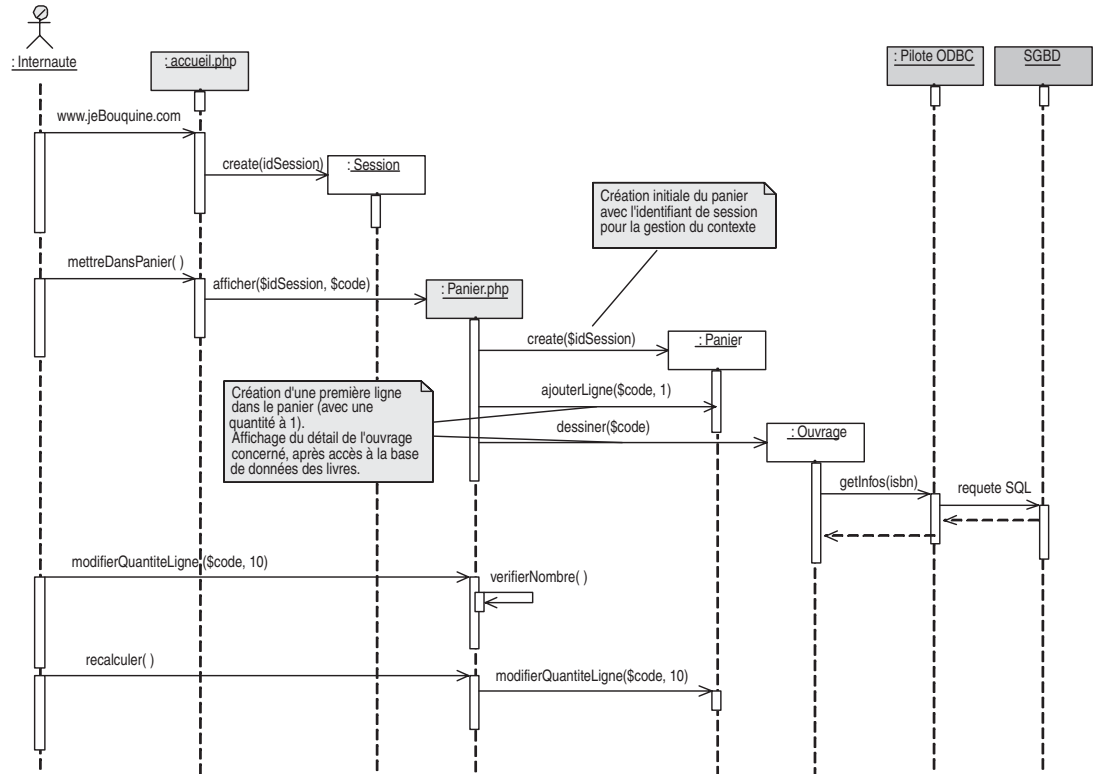 : Internaute
: accueil.php
: Pilote ODBC
SGBD
www.jeBouquine.com
create(idSession)
: Session
Création initiale du panier
avec l'identifiant de session
pour la gestion du contexte
mettreDansPanier( )
afficher($idSession, $code)
: Panier.php
create($idSession)
: Panier
Création d'une première ligne
dans le panier (avec une
quantité à 1).
Affichage du détail de l'ouvrage
concerné, après accès à la base
de données des livres.
ajouterLigne($code, 1)
dessiner($code)
: Ouvrage
getInfos(isbn)
requete SQL
modifierQuantiteLigne ($code, 10)
verifierNombre( )
recalculer( )
modifierQuantiteLigne($code, 10)